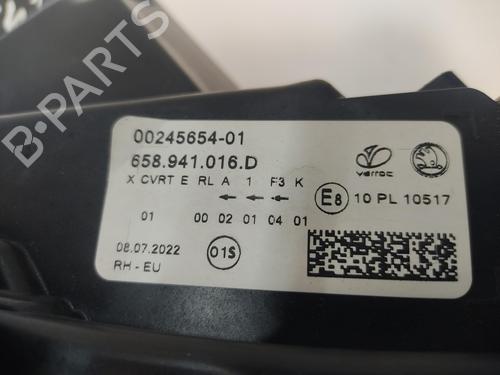 B-PARTS
00245654-01
658.941.016.D
X CVRT E RL A 1 F3 K
01 00 02 01 04 01
08.07.2022
01S
RH-EU
varroc
E8 10 PL 10517